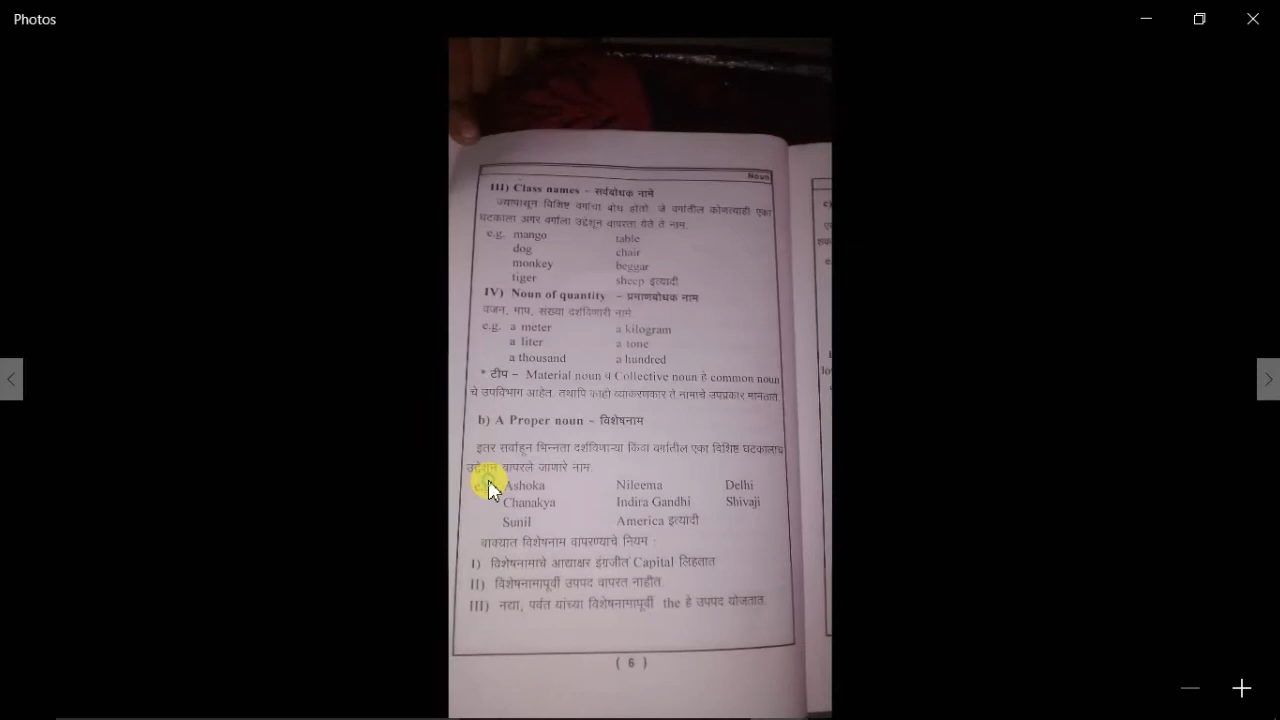 Photos
Noun
III) Class names - सर्वबोधक नामे
ज्यापासून विशिष्ट वर्गाचा बोध होतो. जे वर्गातील कोणत्याही एका
घटकाला अगर वर्गाला उद्देशून वापरता येते ते नाम.
e.g. mango table
dog chair
monkey beggar
tiger sheep इत्यादी
IV) Noun of quantity - प्रमाणबोधक नाम
वजन, माप, संख्या दर्शविणारी नामे
e.g. a meter a kilogram
a liter a tone
a thousand a hundred
* टीप - Material noun व Collective noun हे common noun
चे उपविभाग आहेत. तथापि काही व्याकरणकार ते नामाचे उपप्रकार मानतात.
b) A Proper noun - विशेषनाम
इतर सर्वांहून भिन्नता दर्शविणाऱ्या किंवा वर्गातील एका विशिष्ट घटकालाच
उद्देशून वापरले जाणारे नाम.
Ashoka Nileema Delhi
Chanakya Indira Gandhi Shivaji
Sunil America इत्यादी
वाक्यात विशेषनाम वापरण्याचे नियम :
I) विशेषनामाचे आद्याक्षर इंग्रजीत Capital लिहतात
II) विशेषनामापूर्वी उपपद वापरत नाहीत.
III) नद्या, पर्वत यांच्या विशेषनामापूर्वी the हे उपपद योजतात.
( 6 )